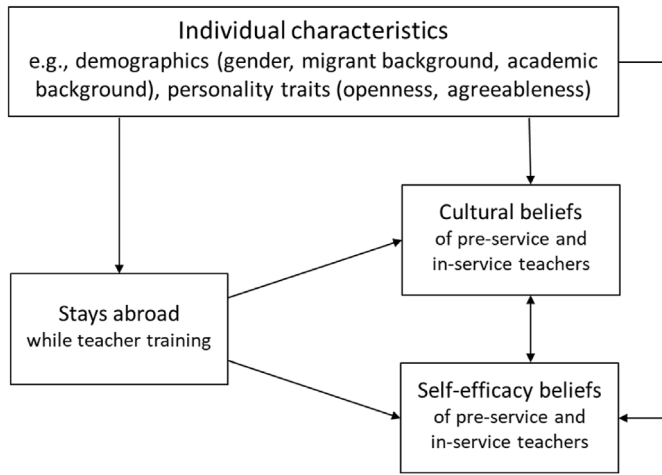 Individual characteristics
e.g., demographics (gender, migrant background, academic
background), personality traits (openness, agreeableness)
Cultural beliefs
of pre-service and
in-service teachers
Stays abroad
while teacher training
Self-efficacy beliefs
of pre-service and
in-service teachers